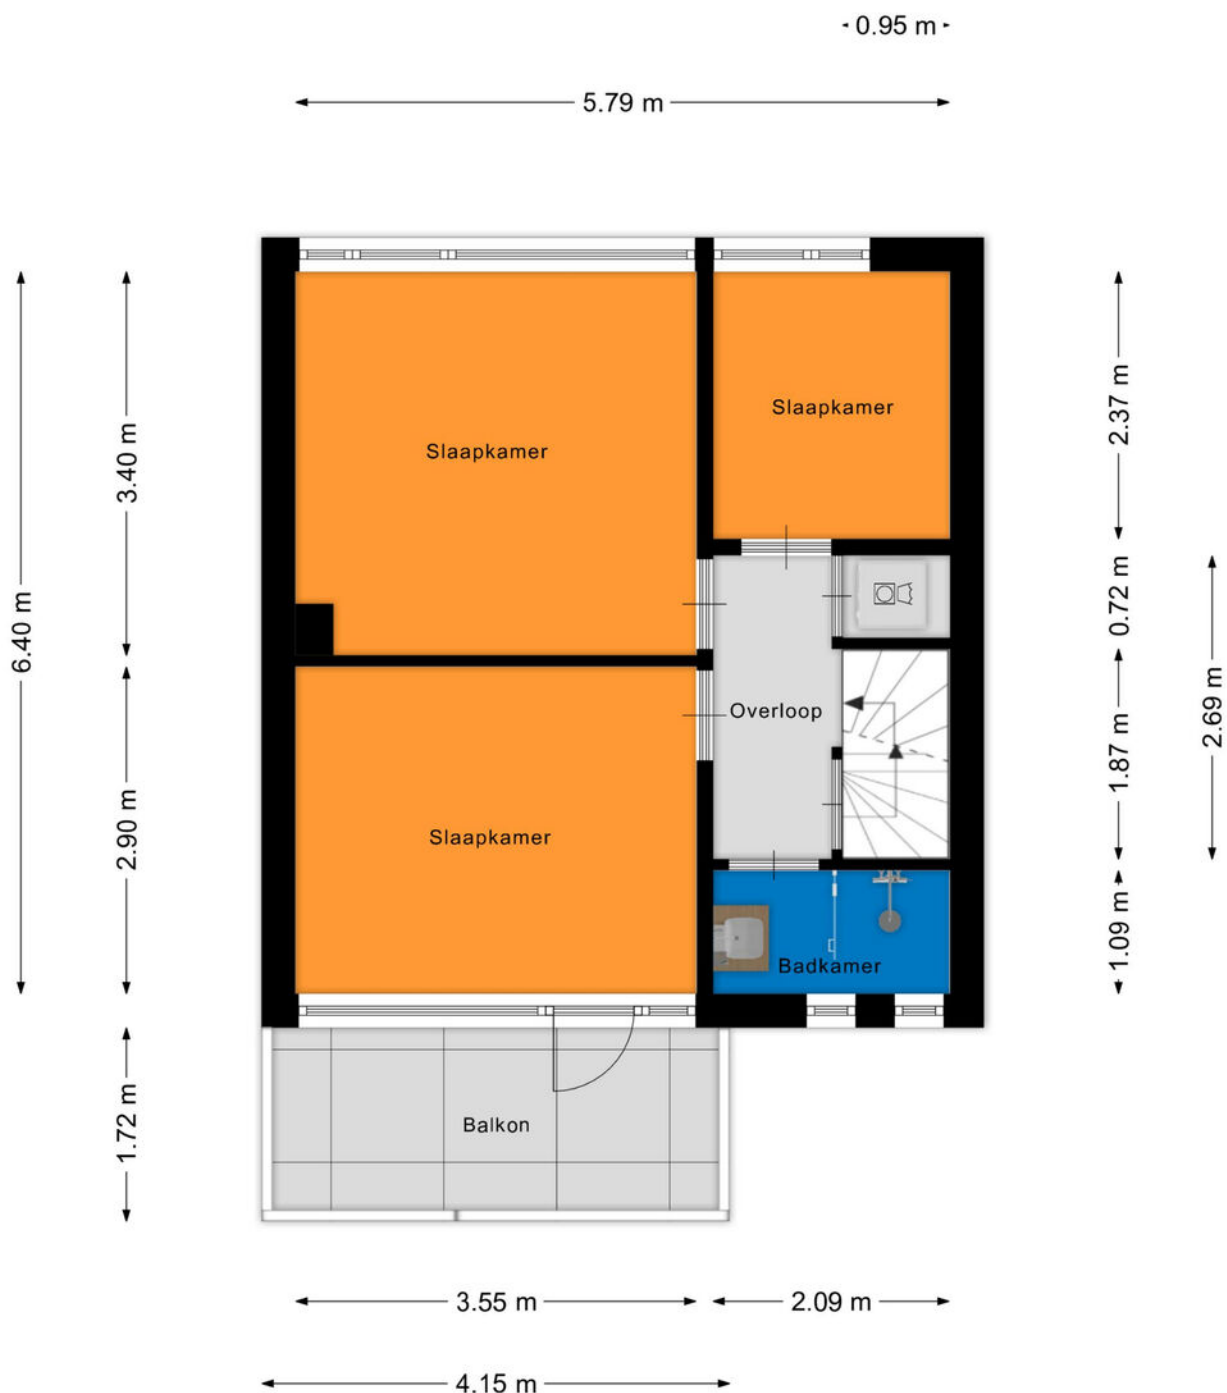 0.95 m
5.79 m
Slaapkamer
Slaapkamer
2.37 m
3.40 m
0.72 m
6.40 m
2.69 m
Overloop
1.87 m
Slaapkamer
2.90 m
1.09 m
Badkamer
Balkon
1.72 m
3.55 m
2.09 m
4.15 m